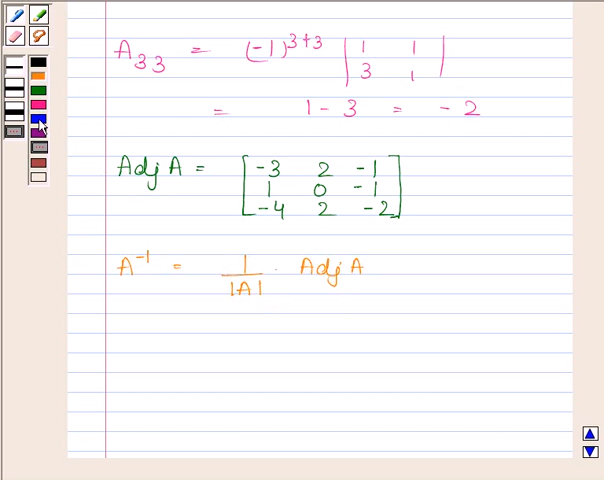 A₃₃ = (-1)³⁺³ | 1 1 |
| 3 1 |
= 1 - 3 = - 2
Adj A = [ -3 2 -1 ]
[ 1 0 -1 ]
[ -4 2 -2 ]
A⁻¹ = 1/|A| . Adj A